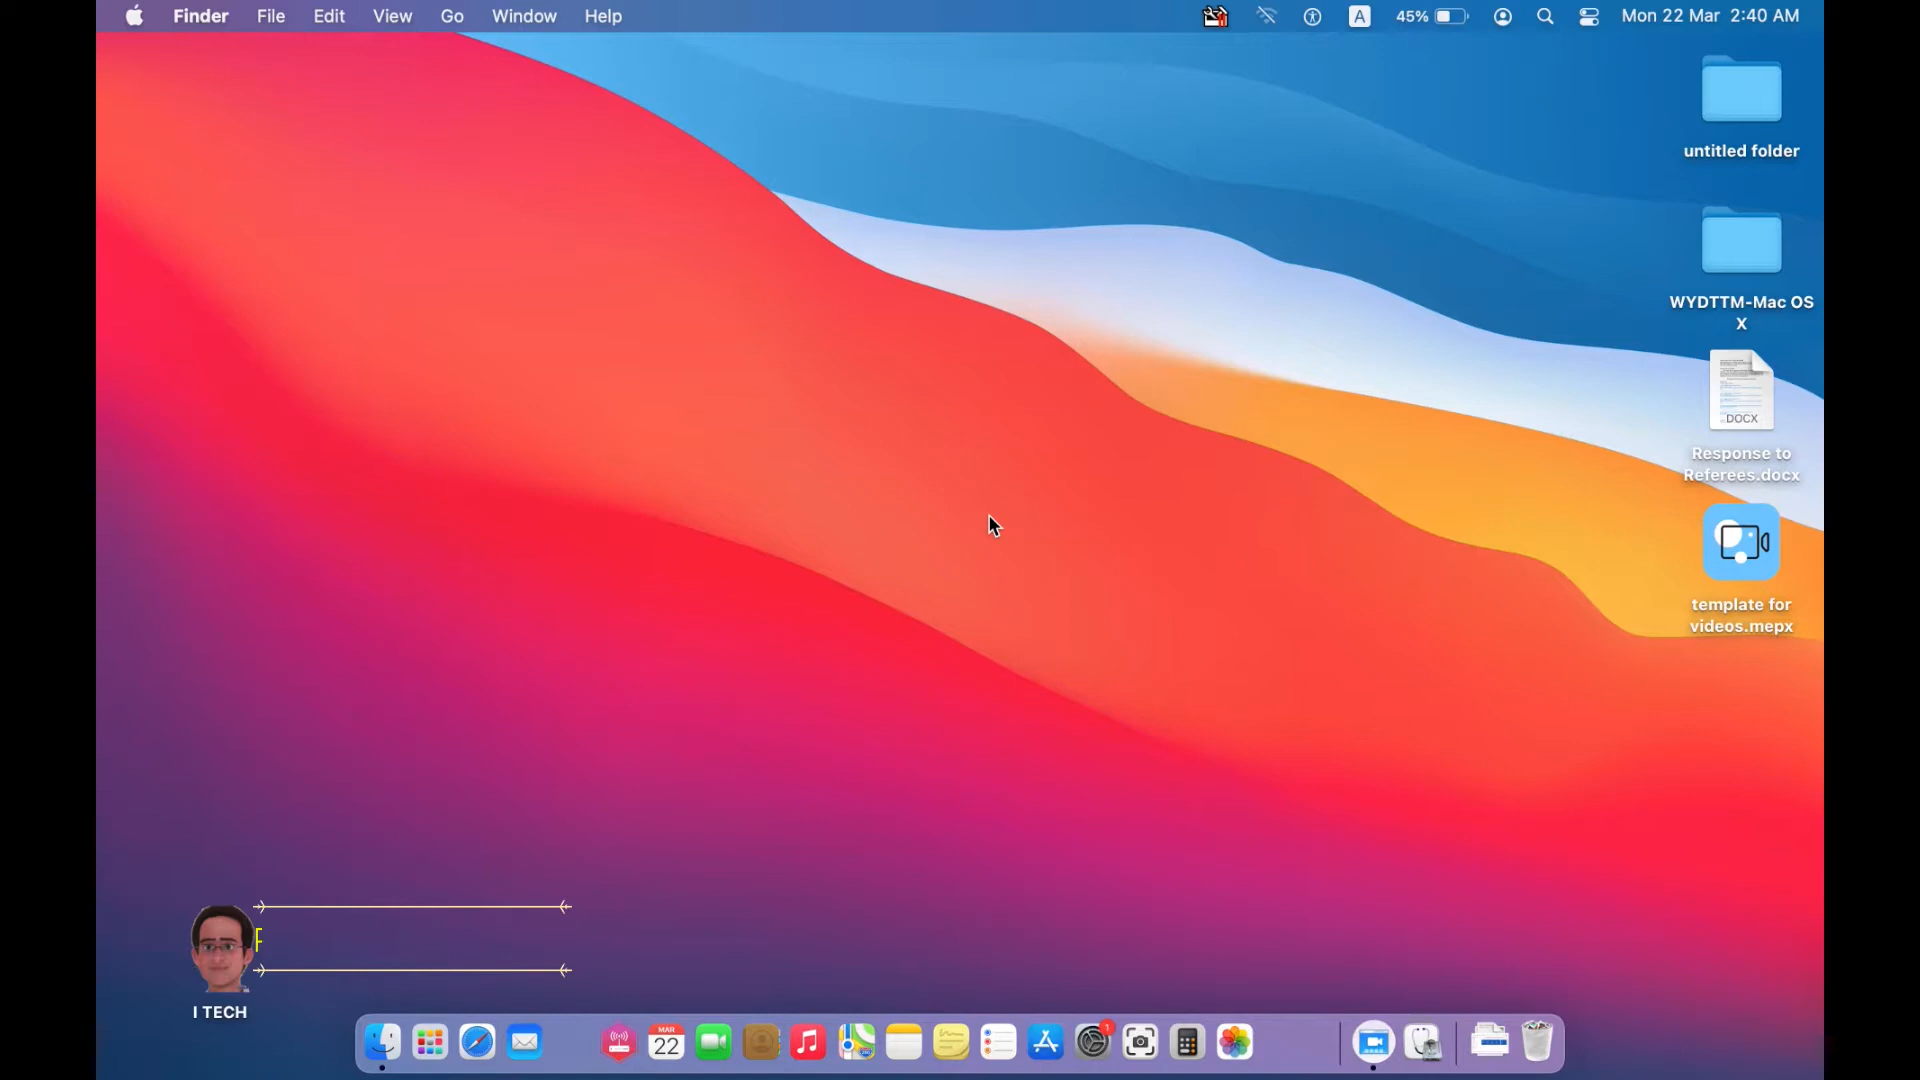 Finder File Edit View Go Window Help A 45% Mon 22 Mar 2:40 AM
untitled folder
WYDTTM-Mac OS
X
DOCX
Response to
Referees.docx
template for
videos.mepx
I TECH
MAR
22
1